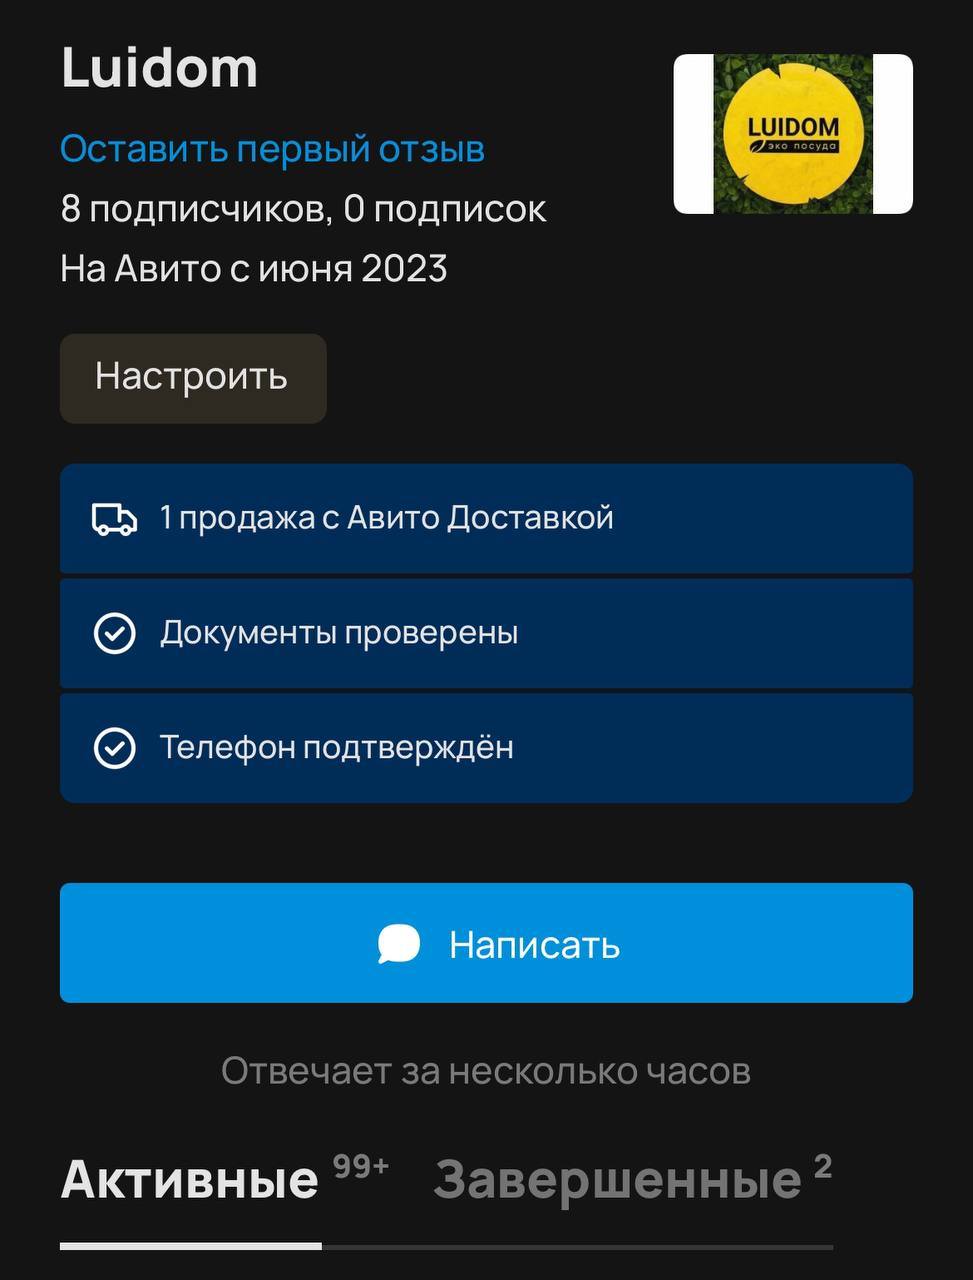 Luidom
Оставить первый отзыв
8 подписчиков, 0 подписок
На Авито с июня 2023
LUIDOM
эко посуда
Настроить
1 продажа с Авито Доставкой
Документы проверены
Телефон подтверждён
Написать
Отвечает за несколько часов
Активные 99+ Завершенные 2